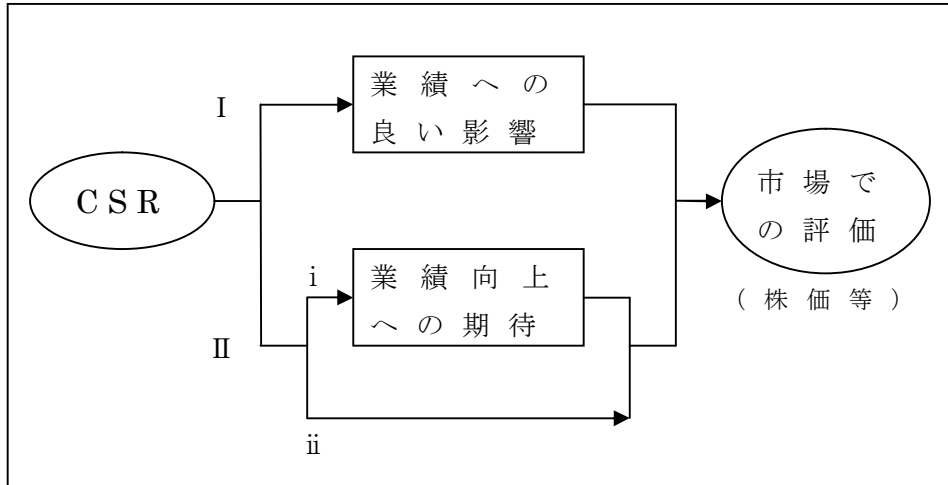 業績への
良い影響
Ⅰ
CSR
市場で
の評価
(株価等)
ⅰ
業績向上
への期待
Ⅱ
ⅱ